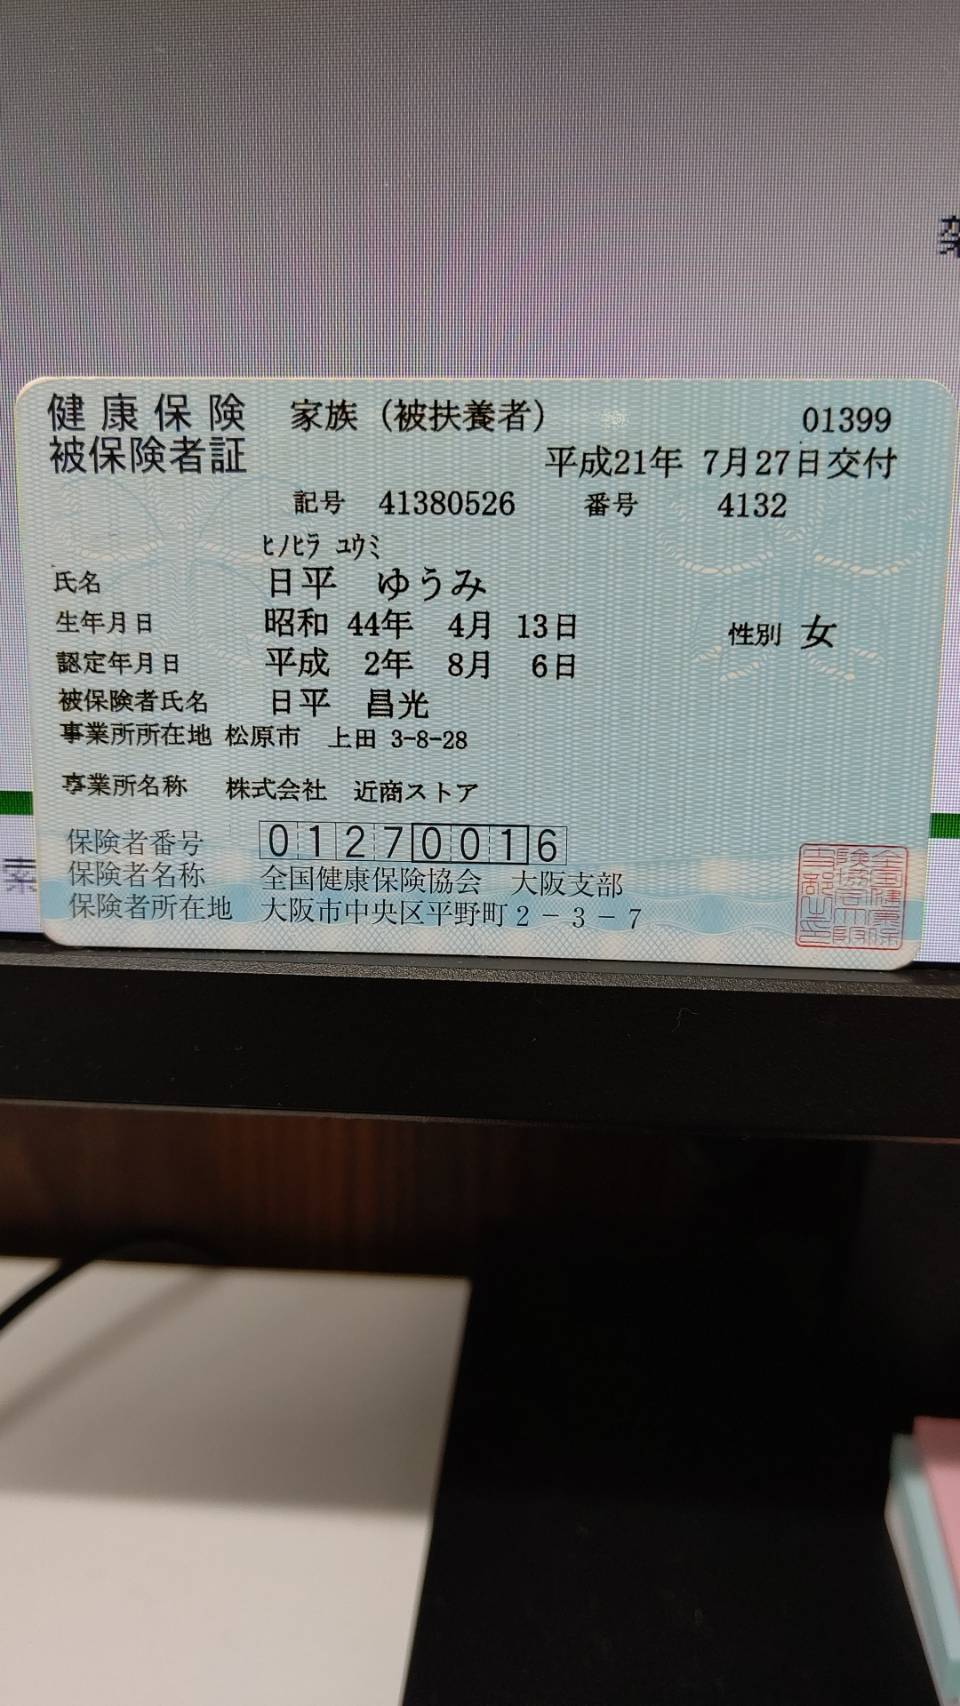 健康保険 家族（被扶養者） 01399
被保険者証 平成21年 7月27日交付
記号 41380526 番号 4132
ﾋﾉﾋﾗ ﾕｳﾐ
氏名 日平 ゆうみ
生年月日 昭和 44年 4月 13日 性別 女
認定年月日 平成 2年 8月 6日
被保険者氏名 日平 昌光
事業所所在地 松原市 上田 3-8-28
事業所名称 株式会社 近商ストア
保険者番号 01270016
保険者名称 全国健康保険協会 大阪支部
保険者所在地 大阪市中央区平野町2－3－7
索